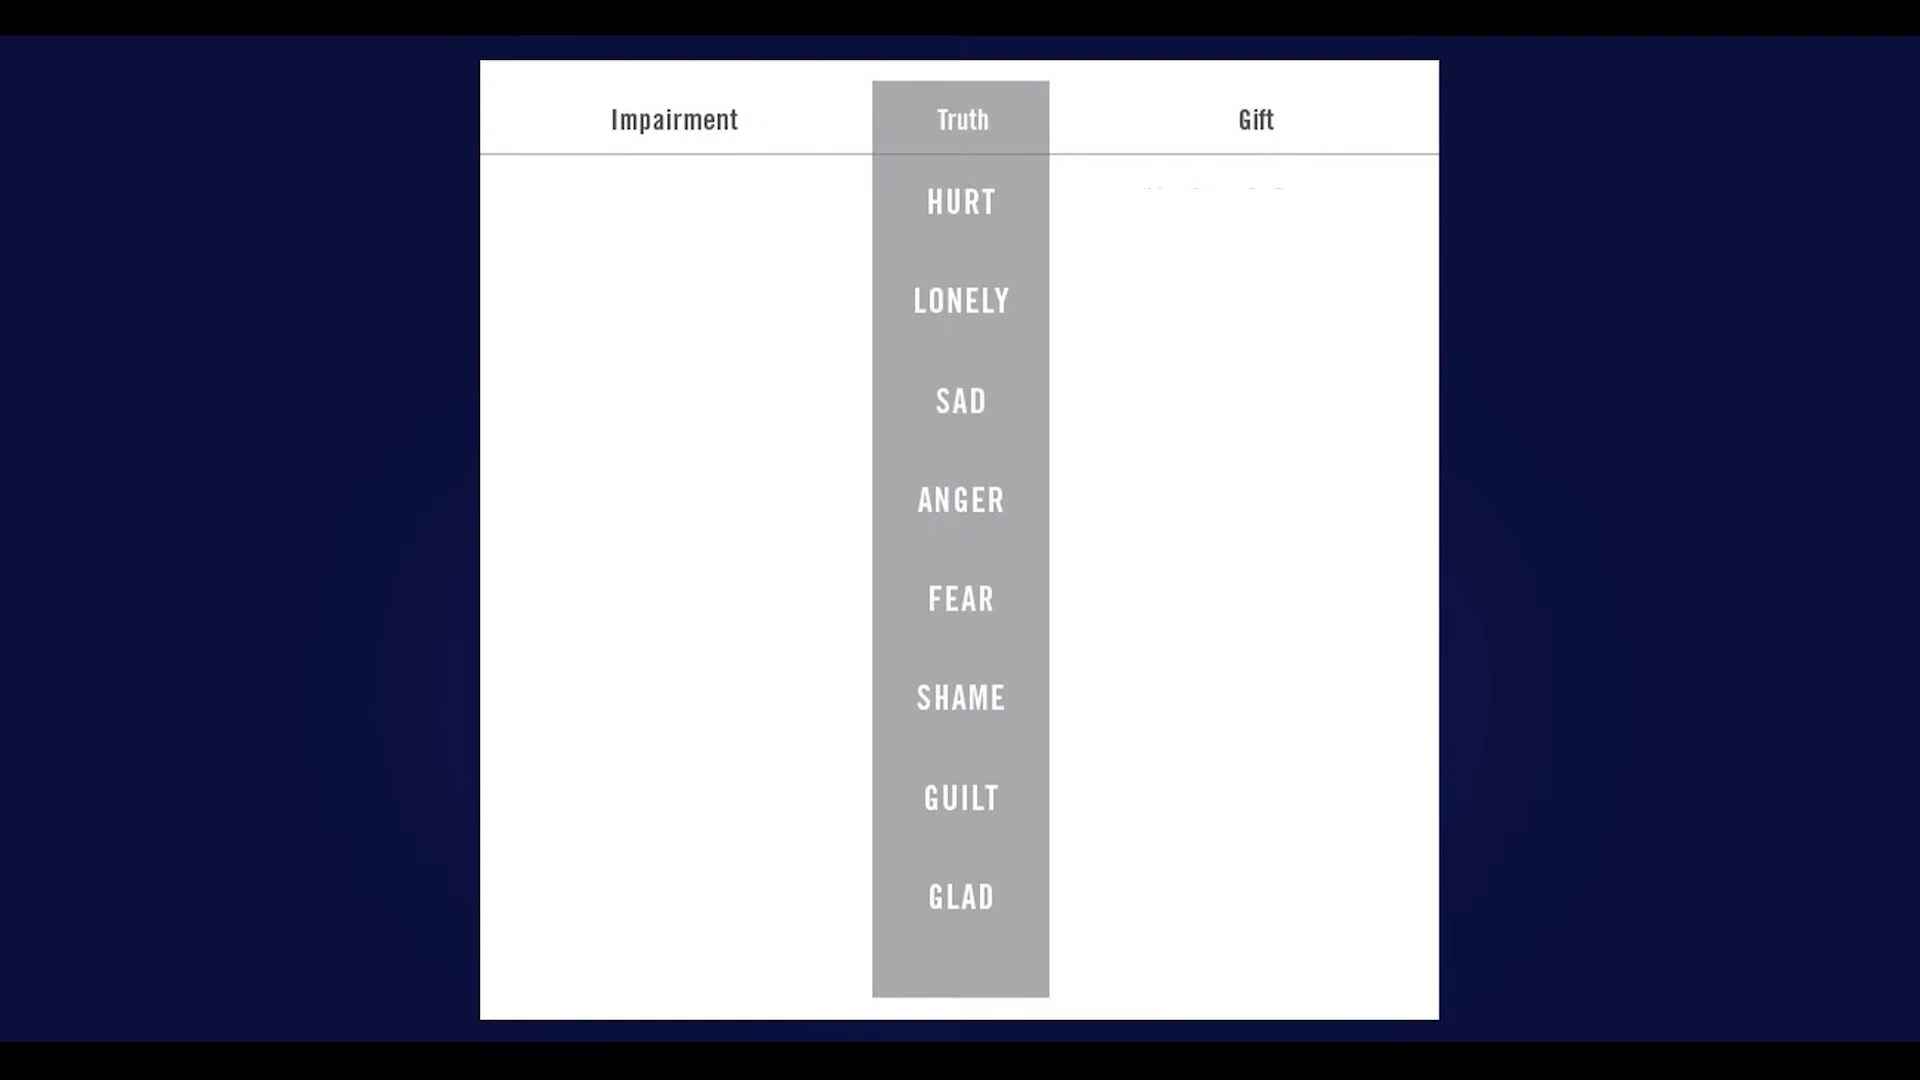 Impairment Truth Gift
HURT
LONELY
SAD
ANGER
FEAR
SHAME
GUILT
GLAD